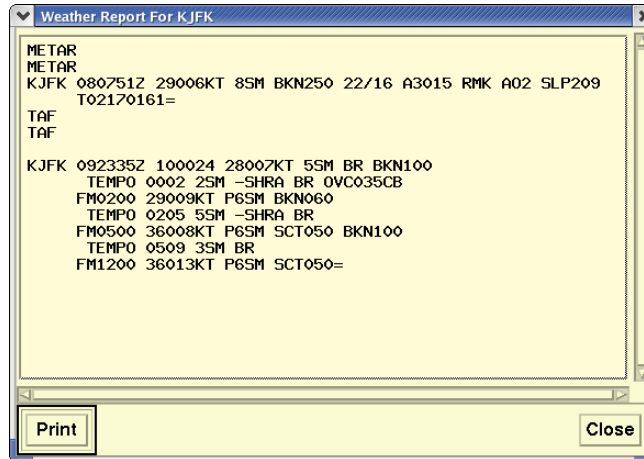 Weather Report For KJFK
METAR
METAR
KJFK 080751Z 29006KT 8SM BKN250 22/16 A3015 RMK AO2 SLP209
T02170161=
TAF
TAF
KJFK 092335Z 100024 28007KT 5SM BR BKN100
TEMPO 0002 2SM -SHRA BR OVC035CB
FM0200 29009KT P6SM BKN060
TEMPO 0205 5SM -SHRA BR
FM0500 36008KT P6SM SCT050 BKN100
TEMPO 0509 3SM BR
FM1200 36013KT P6SM SCT050=
Print Close